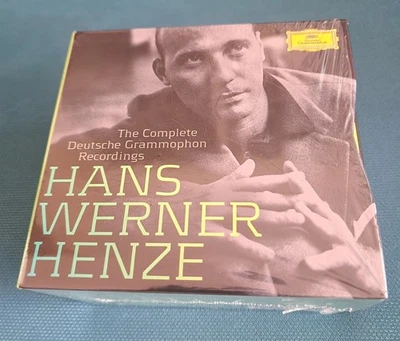 The Complete
Deutsche Grammophon
Recordings
HANS
WERNER
HENZE